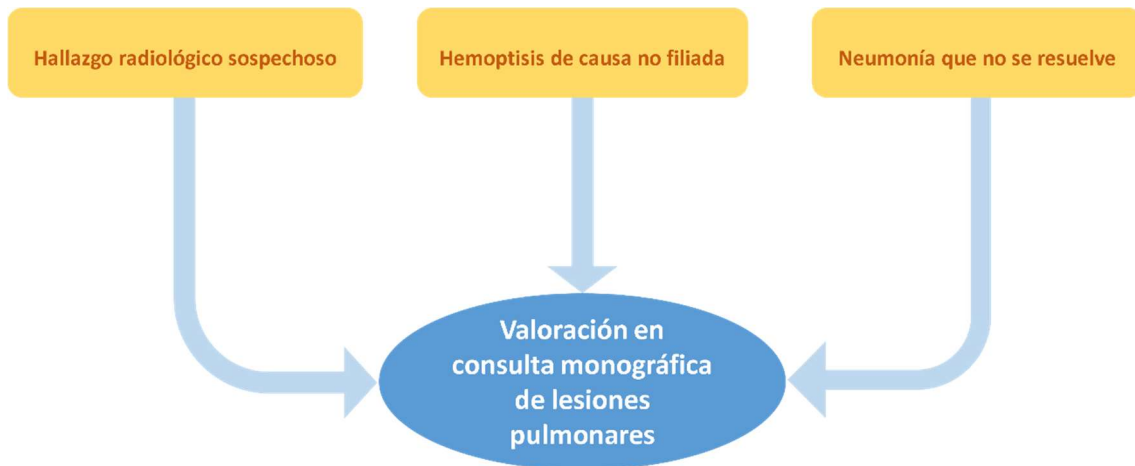 Hallazgo radiológico sospechoso
Hemoptisis de causa no filiada
Neumonía que no se resuelve
Valoración en
consulta monográfica
de lesiones
pulmonares